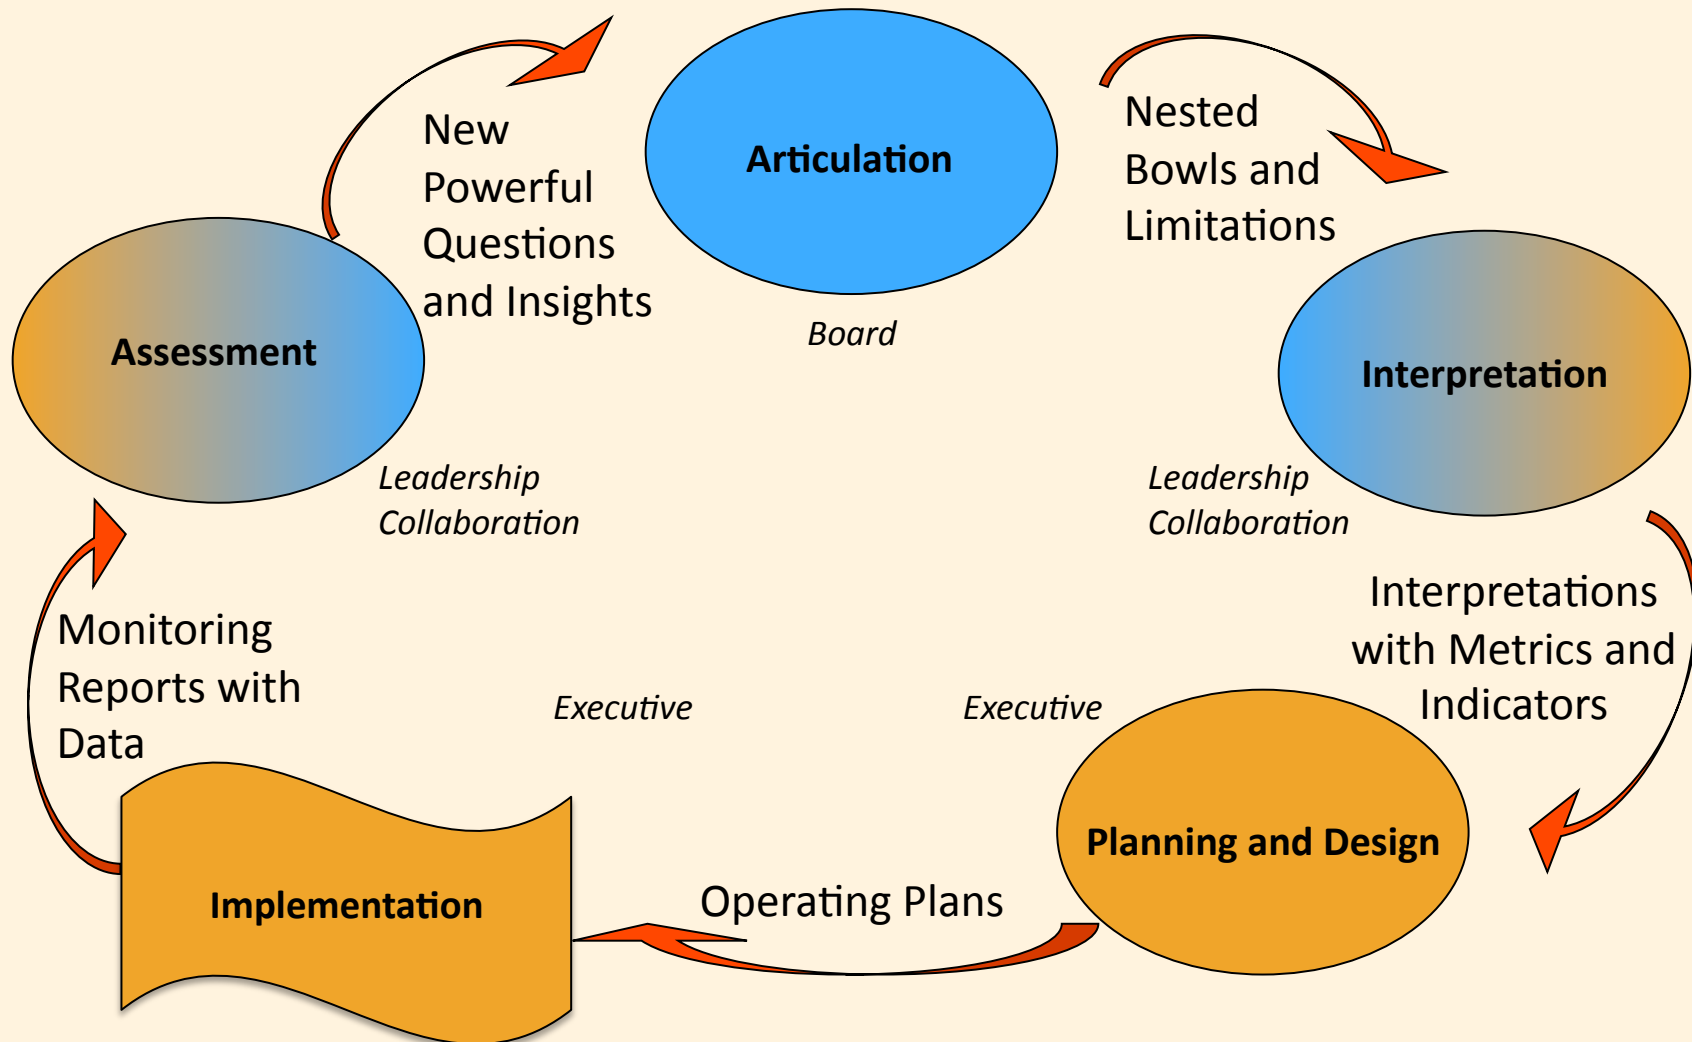 Articulation
Board
Nested
Bowls and
Limitations
Interpretation
Leadership
Collaboration
Interpretations
with Metrics and
Indicators
Planning and Design
Executive
Operating Plans
Implementation
Executive
Monitoring
Reports with
Data
Assessment
Leadership
Collaboration
New
Powerful
Questions
and Insights